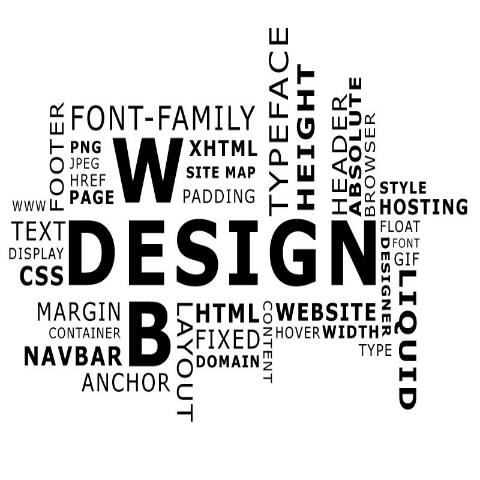 TYPEFACE
HEIGHT
HEADER
ABSOLUTE
BROWSER
FOOTER
FONT-FAMILY
PNG
JPEG
HREF
PAGE
W
XHTML
SITE MAP
PADDING
STYLE
HOSTING
WWW
TEXT
DISPLAY
CSS
DESIGN
FLOAT
FONT
GIF
DESIGNER
LIQUID
MARGIN
CONTAINER
NAVBAR
ANCHOR
B
LAYOUT
HTML
FIXED
DOMAIN
CONTENT
WEBSITE
HOVER WIDTH
TYPE